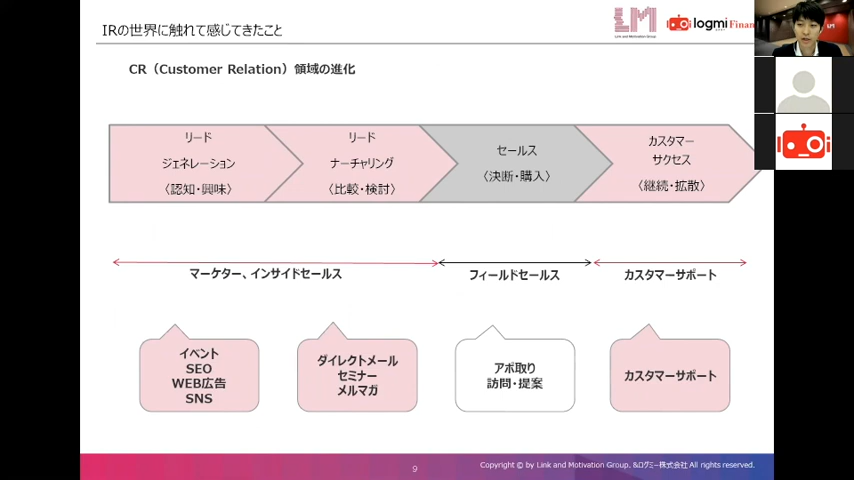 IRの世界に触れて感じてきたこと
LM
Link and Motivation Group
logmi Finan
CR（Customer Relation）領域の進化
リード
ジェネレーション
〈認知・興味〉
リード
ナーチャリング
〈比較・検討〉
セールス
〈決断・購入〉
カスタマー
サクセス
〈継続・拡散〉
マーケター、インサイドセールス
フィールドセールス
カスタマーサポート
イベント
SEO
WEB広告
SNS
ダイレクトメール
セミナー
メルマガ
アポ取り
訪問・提案
カスタマーサポート
9
Copyright © by Link and Motivation Group. &ログミー株式会社 All rights reserved.